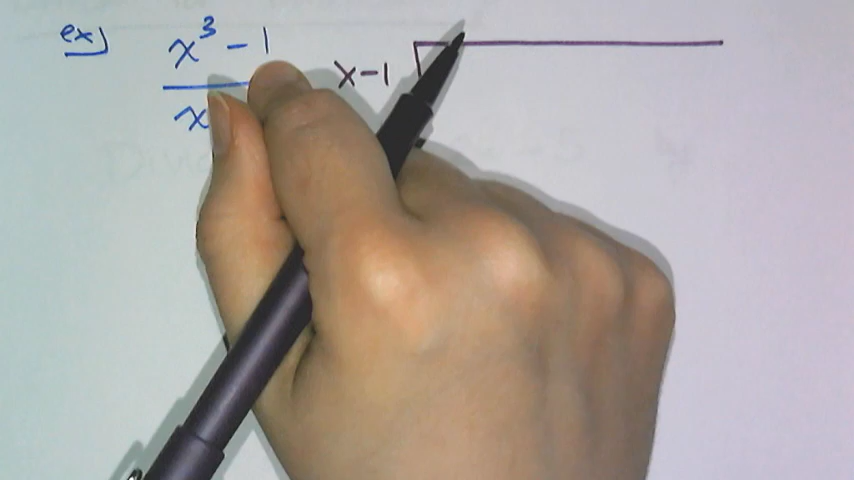 ex) x³ - 1
x
x-1